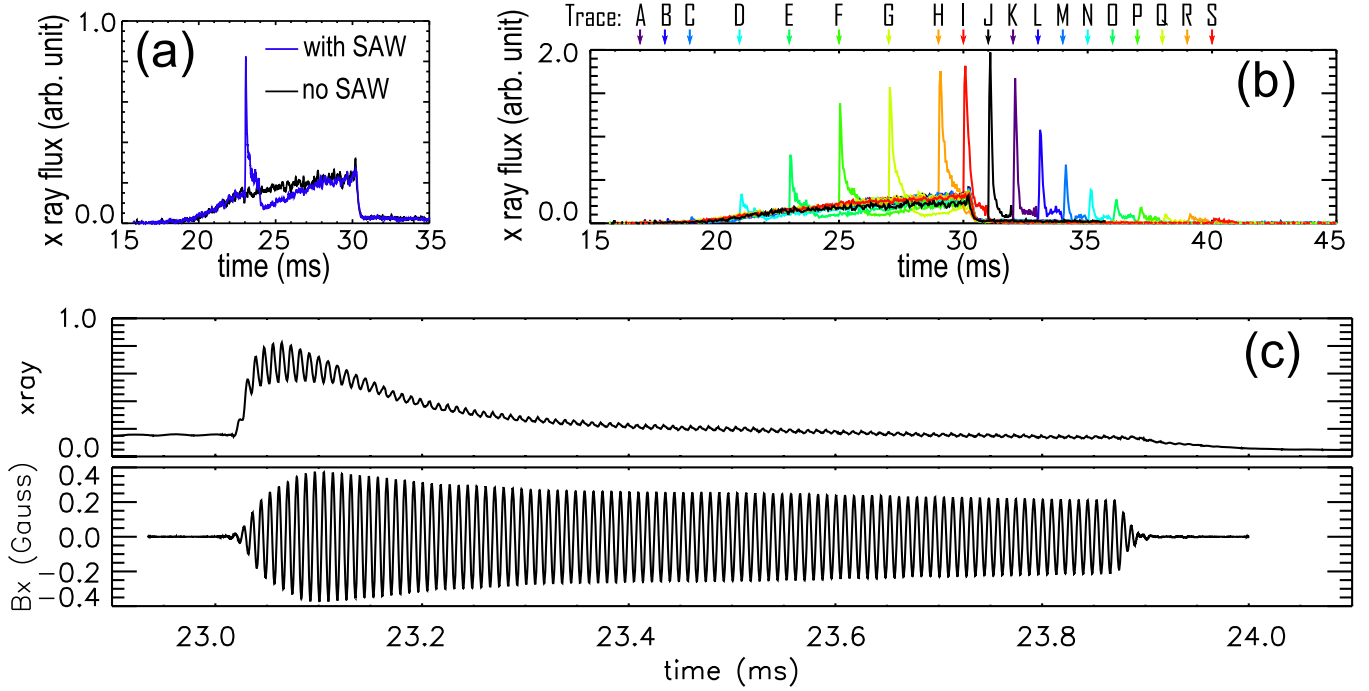 (a)
with SAW
no SAW
x ray flux (arb. unit)
1.0
0.0
15 20 25 30 35
time (ms)
Trace: A B C D E F G H I J K L M N O P Q R S
(b)
x ray flux (arb. unit)
2.0
0.0
15 20 25 30 35 40 45
time (ms)
(c)
xray
1.0
0.0
Bx (Gauss)
0.4
0.2
0.0
−0.2
−0.4
23.0 23.2 23.4 23.6 23.8 24.0
time (ms)